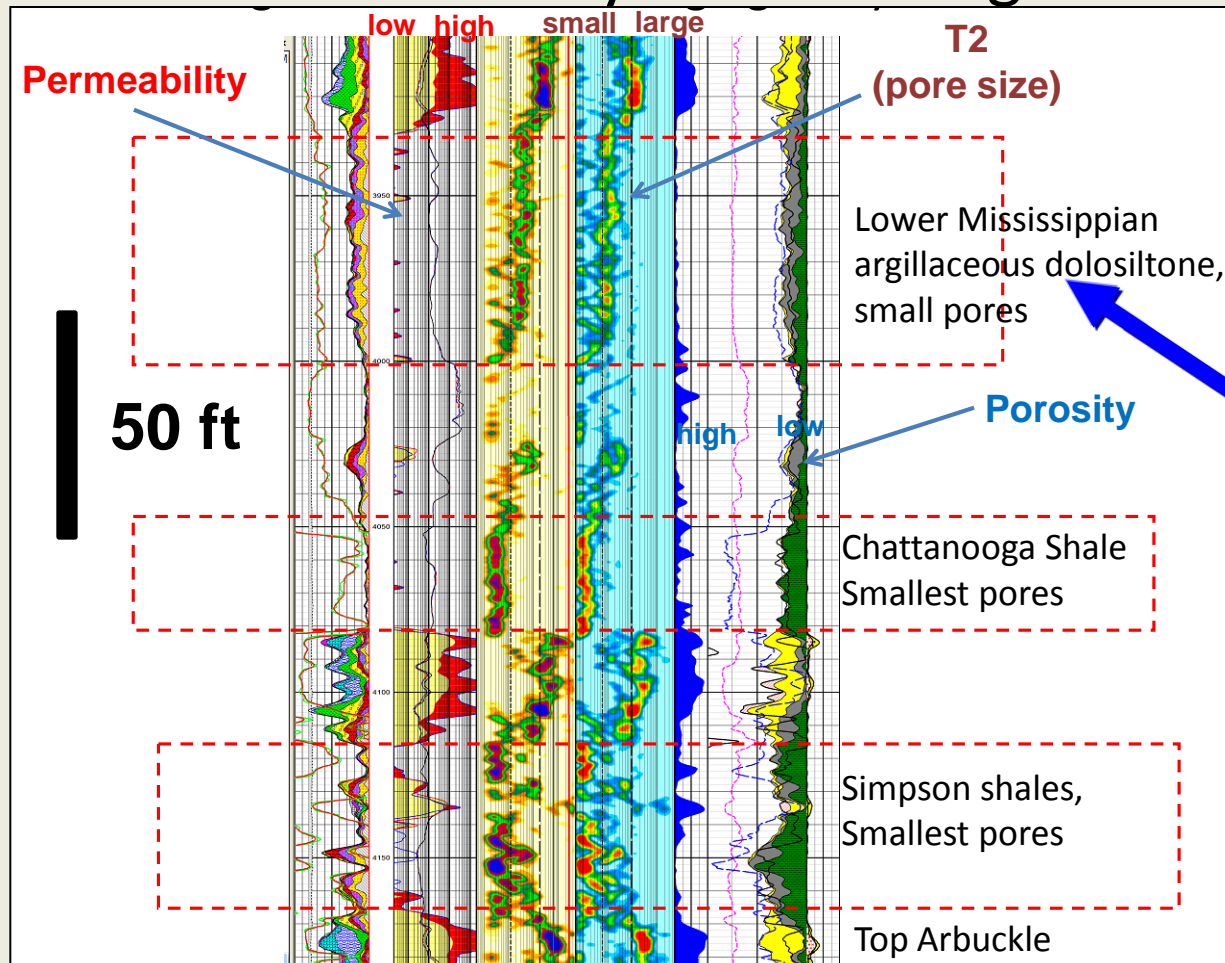 low high small large
T2
(pore size)
Permeability
3950
Lower Mississippian
argillaceous dolosiltone,
small pores
4000
50 ft
Porosity
high low
4050
Chattanooga Shale
Smallest pores
4100
Simpson shales,
Smallest pores
4150
Top Arbuckle